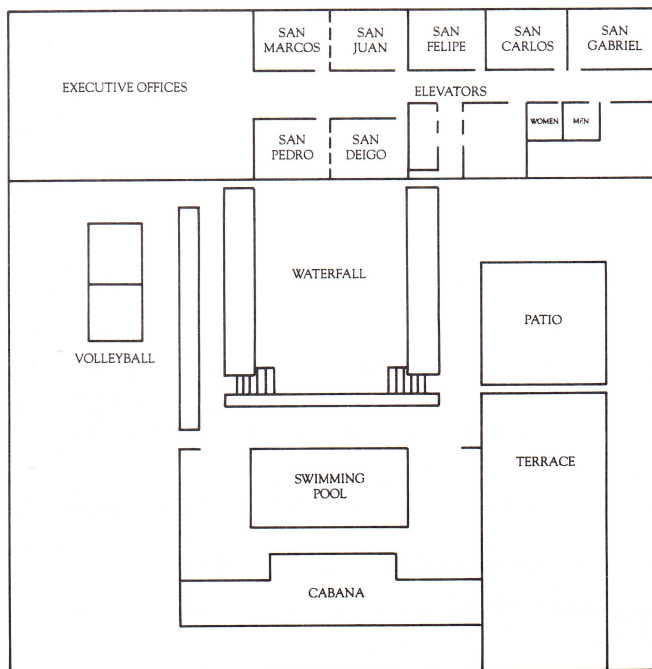 SAN
MARCOS
SAN
JUAN
SAN
FELIPE
SAN
CARLOS
SAN
GABRIEL
EXECUTIVE OFFICES
ELEVATORS
SAN
PEDRO
SAN
DEIGO
WOMEN
MEN
WATERFALL
PATIO
VOLLEYBALL
TERRACE
SWIMMING
POOL
CABANA